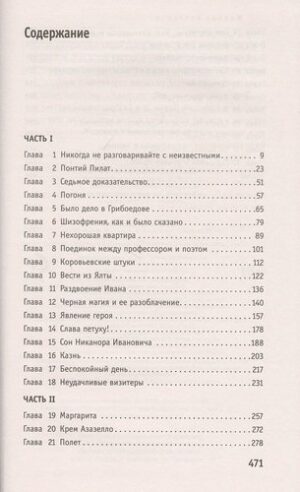 Содержание
ЧАСТЬ I
Глава 1 Никогда не разговаривайте с неизвестными. . . . . . . . . . 9
Глава 2 Понтий Пилат. . . . . . . . . . . . . . . . . . . . . . . . . . . 23
Глава 3 Седьмое доказательство. . . . . . . . . . . . . . . . . . . . . 51
Глава 4 Погоня . . . . . . . . . . . . . . . . . . . . . . . . . . . . . . 57
Глава 5 Было дело в Грибоедове . . . . . . . . . . . . . . . . . . . . . 65
Глава 6 Шизофрения, как и было сказано . . . . . . . . . . . . . . . 79
Глава 7 Нехорошая квартира . . . . . . . . . . . . . . . . . . . . . . . 89
Глава 8 Поединок между профессором и поэтом . . . . . . . . . . . 101
Глава 9 Коровьевские штуки . . . . . . . . . . . . . . . . . . . . . . . 111
Глава 10 Вести из Ялты . . . . . . . . . . . . . . . . . . . . . . . . . . 122
Глава 11 Раздвоение Ивана . . . . . . . . . . . . . . . . . . . . . . . . 136
Глава 12 Черная магия и ее разоблачение. . . . . . . . . . . . . . . . 140
Глава 13 Явление героя . . . . . . . . . . . . . . . . . . . . . . . . . . 157
Глава 14 Слава петуху! . . . . . . . . . . . . . . . . . . . . . . . . . . 178
Глава 15 Сон Никанора Ивановича . . . . . . . . . . . . . . . . . . . 188
Глава 16 Казнь . . . . . . . . . . . . . . . . . . . . . . . . . . . . . . . 203
Глава 17 Беспокойный день . . . . . . . . . . . . . . . . . . . . . . . . 217
Глава 18 Неудачливые визитеры . . . . . . . . . . . . . . . . . . . . . 231
ЧАСТЬ II
Глава 19 Маргарита . . . . . . . . . . . . . . . . . . . . . . . . . . . . 257
Глава 20 Крем Азазелло . . . . . . . . . . . . . . . . . . . . . . . . . . 272
Глава 21 Полет . . . . . . . . . . . . . . . . . . . . . . . . . . . . . . . 278
471